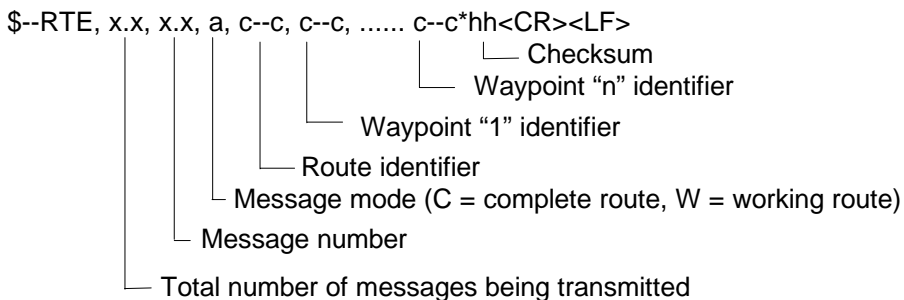 $--RTE, x.x, x.x, a, c--c, c--c, ...... c--c*hh<CR><LF>
Checksum
Waypoint “n” identifier
Waypoint “1” identifier
Route identifier
Message mode (C = complete route, W = working route)
Message number
Total number of messages being transmitted